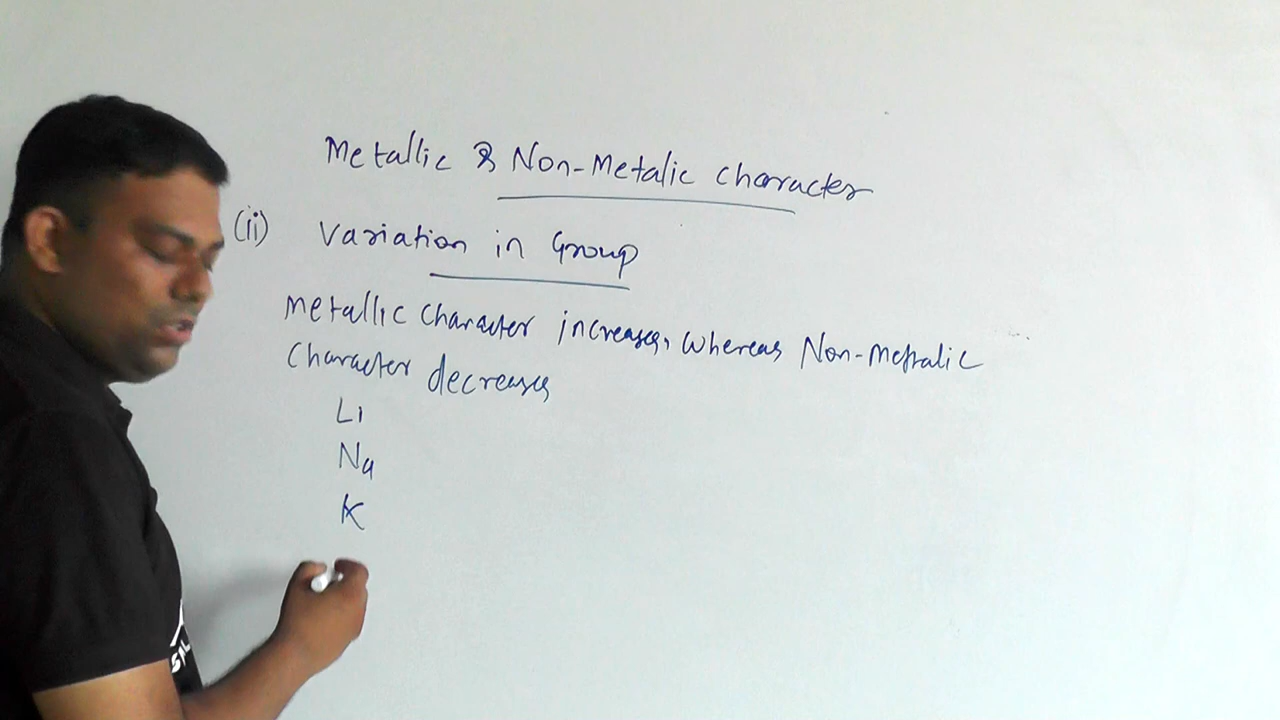 Metallic & Non-Metalic character
(ii) Variation in Group
Metallic character increases, whereas Non-Metalic
character decreases
Li
Na
K